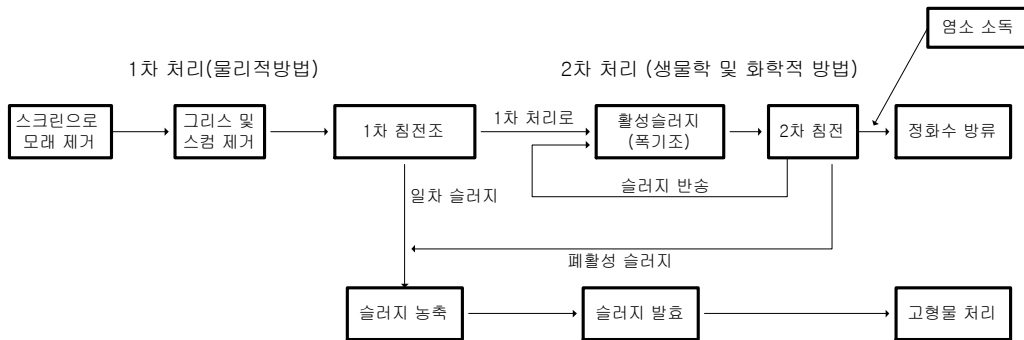 염소 소독
1차 처리(물리적방법)
2차 처리 (생물학 및 화학적 방법)
스크린으로
모래 제거
그리스 및
스컴 제거
1차 침전조
1차 처리로
활성슬러지
(폭기조)
2차 침전
정화수 방류
슬러지 반송
일차 슬러지
폐활성 슬러지
슬러지 농축
슬러지 발효
고형물 처리